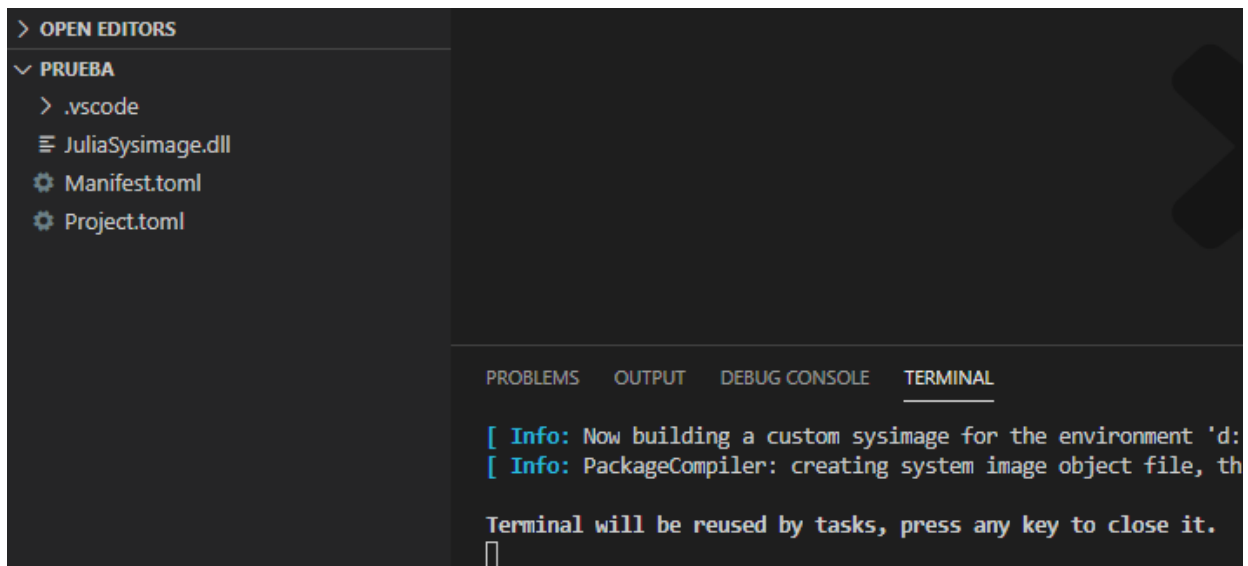 OPEN EDITORS
PRUEBA
.vscode
JuliaSysimage.dll
Manifest.toml
Project.toml
PROBLEMS OUTPUT DEBUG CONSOLE TERMINAL
[ Info: Now building a custom sysimage for the environment 'd:
[ Info: PackageCompiler: creating system image object file, th
Terminal will be reused by tasks, press any key to close it.